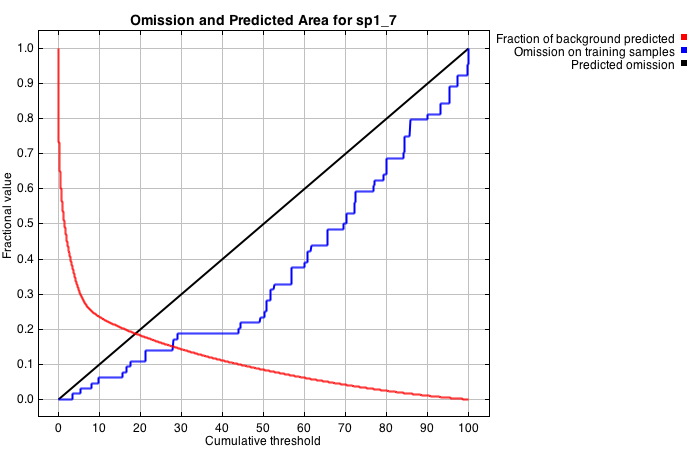 Omission and Predicted Area for sp1_7
Fraction of background predicted
Omission on training samples
Predicted omission
1.0
0.9
0.8
0.7
0.6
0.5
0.4
0.3
0.2
0.1
0.0
Fractional value
0 10 20 30 40 50 60 70 80 90 100
Cumulative threshold